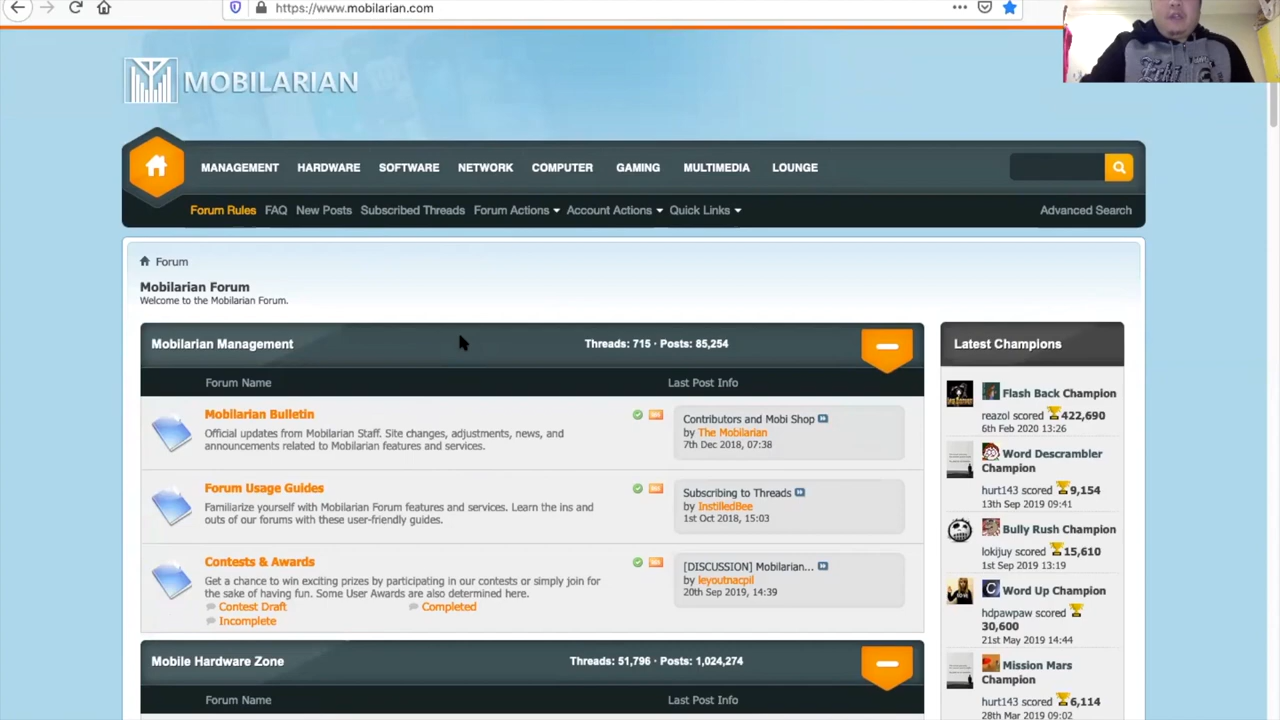 https://www.mobilarian.com
MOBILARIAN
MANAGEMENT HARDWARE SOFTWARE NETWORK COMPUTER GAMING MULTIMEDIA LOUNGE
Forum Rules FAQ New Posts Subscribed Threads Forum Actions Account Actions Quick Links Advanced Search
Forum
Mobilarian Forum
Welcome to the Mobilarian Forum.
Mobilarian Management Threads: 715 · Posts: 85,254
Forum Name Last Post Info
Mobilarian Bulletin
Official updates from Mobilarian Staff. Site changes, adjustments, news, and
announcements related to Mobilarian features and services.
Contributors and Mobi Shop
by The Mobilarian
7th Dec 2018, 07:38
Forum Usage Guides
Familiarize yourself with Mobilarian Forum features and services. Learn the ins and
outs of our forums with these user-friendly guides.
Subscribing to Threads
by InstilledBee
1st Oct 2018, 15:03
Contests & Awards
Get a chance to win exciting prizes by participating in our contests or simply join for
the sake of having fun. Some User Awards are also determined here.
Contest Draft Completed
Incomplete
[DISCUSSION] Mobilarian...
by leyoutnacpil
20th Sep 2019, 14:39
Mobile Hardware Zone Threads: 51,796 · Posts: 1,024,274
Forum Name Last Post Info
Latest Champions
Flash Back Champion
reazol scored 422,690
6th Feb 2020 13:26
Word Descrambler
Champion
hurt143 scored 9,154
13th Sep 2019 09:41
Bully Rush Champion
lokijuy scored 15,610
1st Sep 2019 13:19
Word Up Champion
hdpawpaw scored
30,600
21st May 2019 14:44
Mission Mars
Champion
hurt143 scored 6,114
28th Mar 2019 09:02